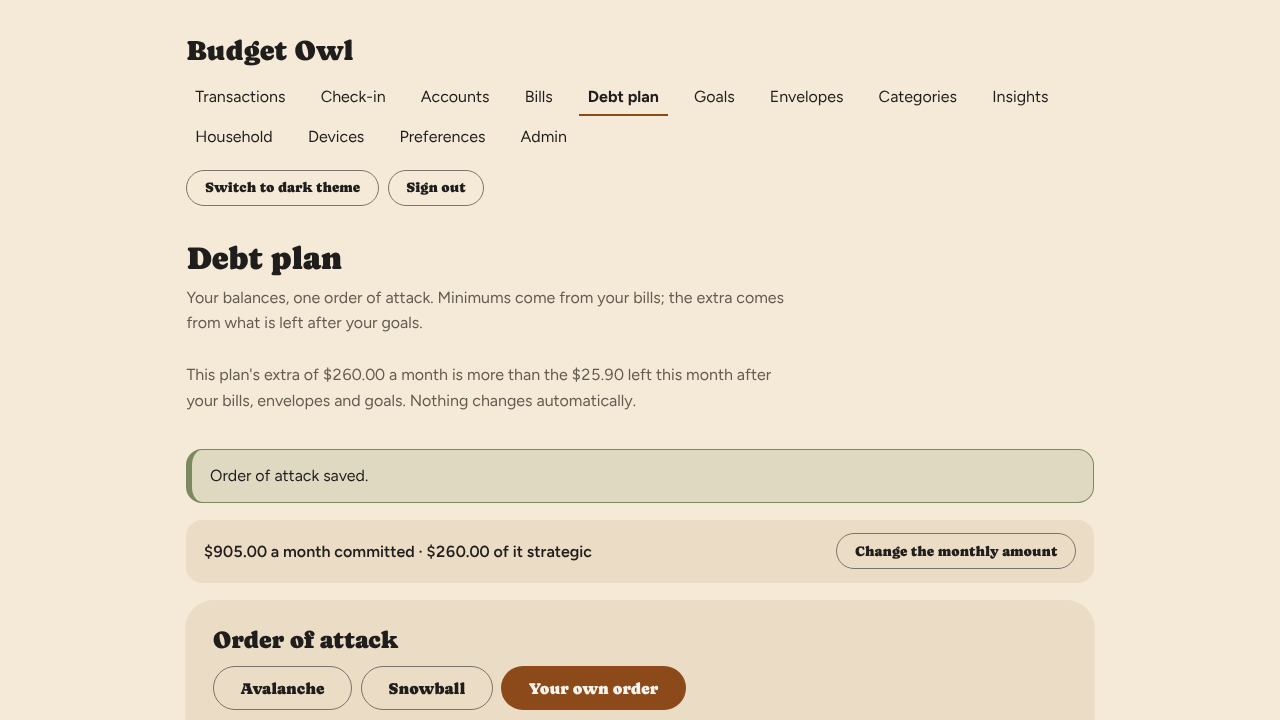 Budget Owl
Transactions Check-in Accounts Bills Debt plan Goals Envelopes Categories Insights
Household Devices Preferences Admin
Switch to dark theme Sign out
Debt plan
Your balances, one order of attack. Minimums come from your bills; the extra comes
from what is left after your goals.
This plan's extra of $260.00 a month is more than the $25.90 left this month after
your bills, envelopes and goals. Nothing changes automatically.
Order of attack saved.
$905.00 a month committed · $260.00 of it strategic Change the monthly amount
Order of attack
Avalanche Snowball Your own order